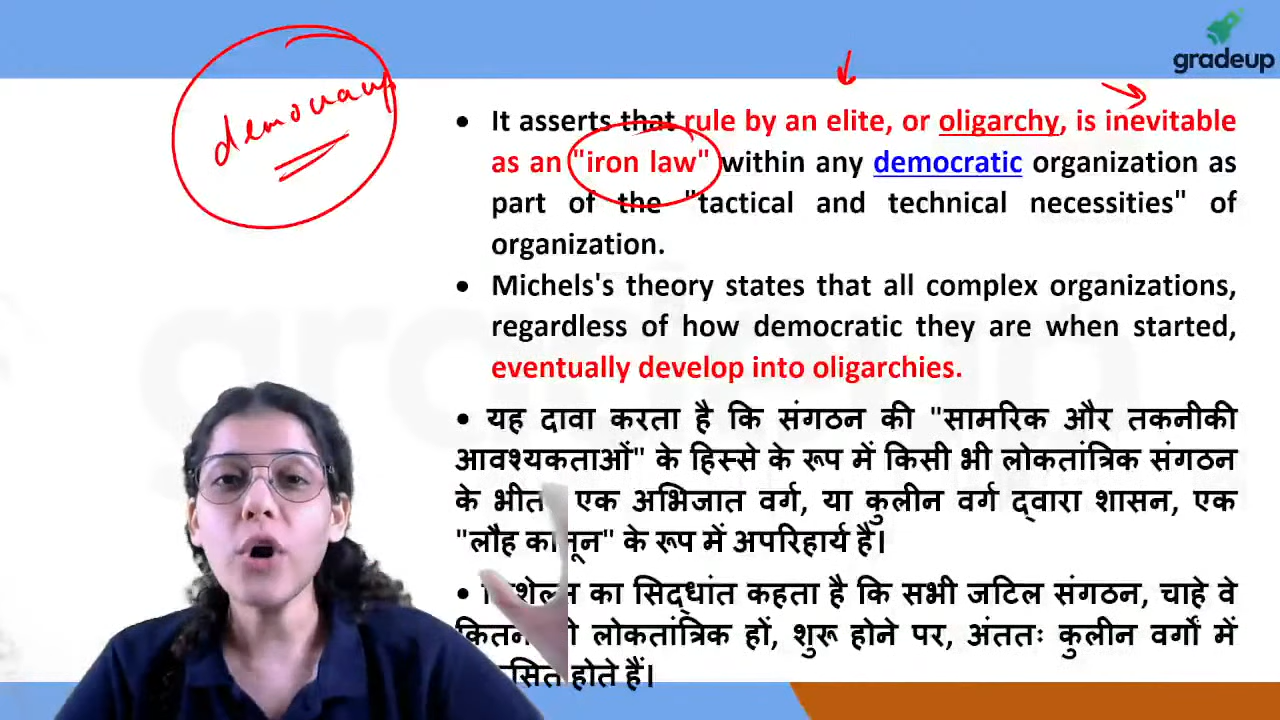 gradeup
• It asserts that rule by an elite, or oligarchy, is inevitable
as an "iron law" within any democratic organization as
part of the "tactical and technical necessities" of
organization.
• Michels's theory states that all complex organizations,
regardless of how democratic they are when started,
eventually develop into oligarchies.
• यह दावा करता है कि संगठन की "सामरिक और तकनीकी
आवश्यकताओं" के हिस्से के रूप में किसी भी लोकतांत्रिक संगठन
के एक अभिजात वर्ग, या कुलीन वर्ग द्वारा शासन, एक
"लौह कानून" के रूप में अपरिहार्य है।
• का सिद्धांत कहता है कि सभी जटिल संगठन, चाहे वे
लोकतांत्रिक हों, शुरू होने पर, अंततः कुलीन वर्गों में
होते हैं।